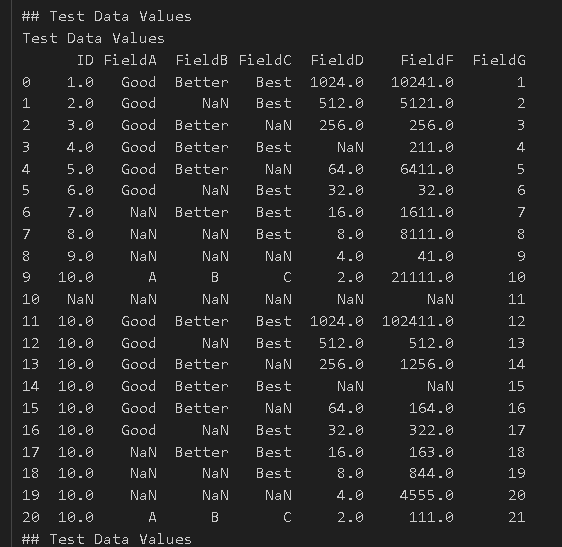 ## Test Data Values
Test Data Values
ID FieldA FieldB FieldC FieldD FieldF FieldG
0 1.0 Good Better Best 1024.0 10241.0 1
1 2.0 Good NaN Best 512.0 5121.0 2
2 3.0 Good Better NaN 256.0 256.0 3
3 4.0 Good Better Best NaN 211.0 4
4 5.0 Good Better NaN 64.0 6411.0 5
5 6.0 Good NaN Best 32.0 32.0 6
6 7.0 NaN Better Best 16.0 1611.0 7
7 8.0 NaN NaN Best 8.0 8111.0 8
8 9.0 NaN NaN NaN 4.0 41.0 9
9 10.0 A B C 2.0 21111.0 10
10 NaN NaN NaN NaN NaN NaN 11
11 10.0 Good Better Best 1024.0 102411.0 12
12 10.0 Good NaN Best 512.0 512.0 13
13 10.0 Good Better NaN 256.0 1256.0 14
14 10.0 Good Better Best NaN NaN 15
15 10.0 Good Better NaN 64.0 164.0 16
16 10.0 Good NaN Best 32.0 322.0 17
17 10.0 NaN Better Best 16.0 163.0 18
18 10.0 NaN NaN Best 8.0 844.0 19
19 10.0 NaN NaN NaN 4.0 4555.0 20
20 10.0 A B C 2.0 111.0 21
## Test Data Values